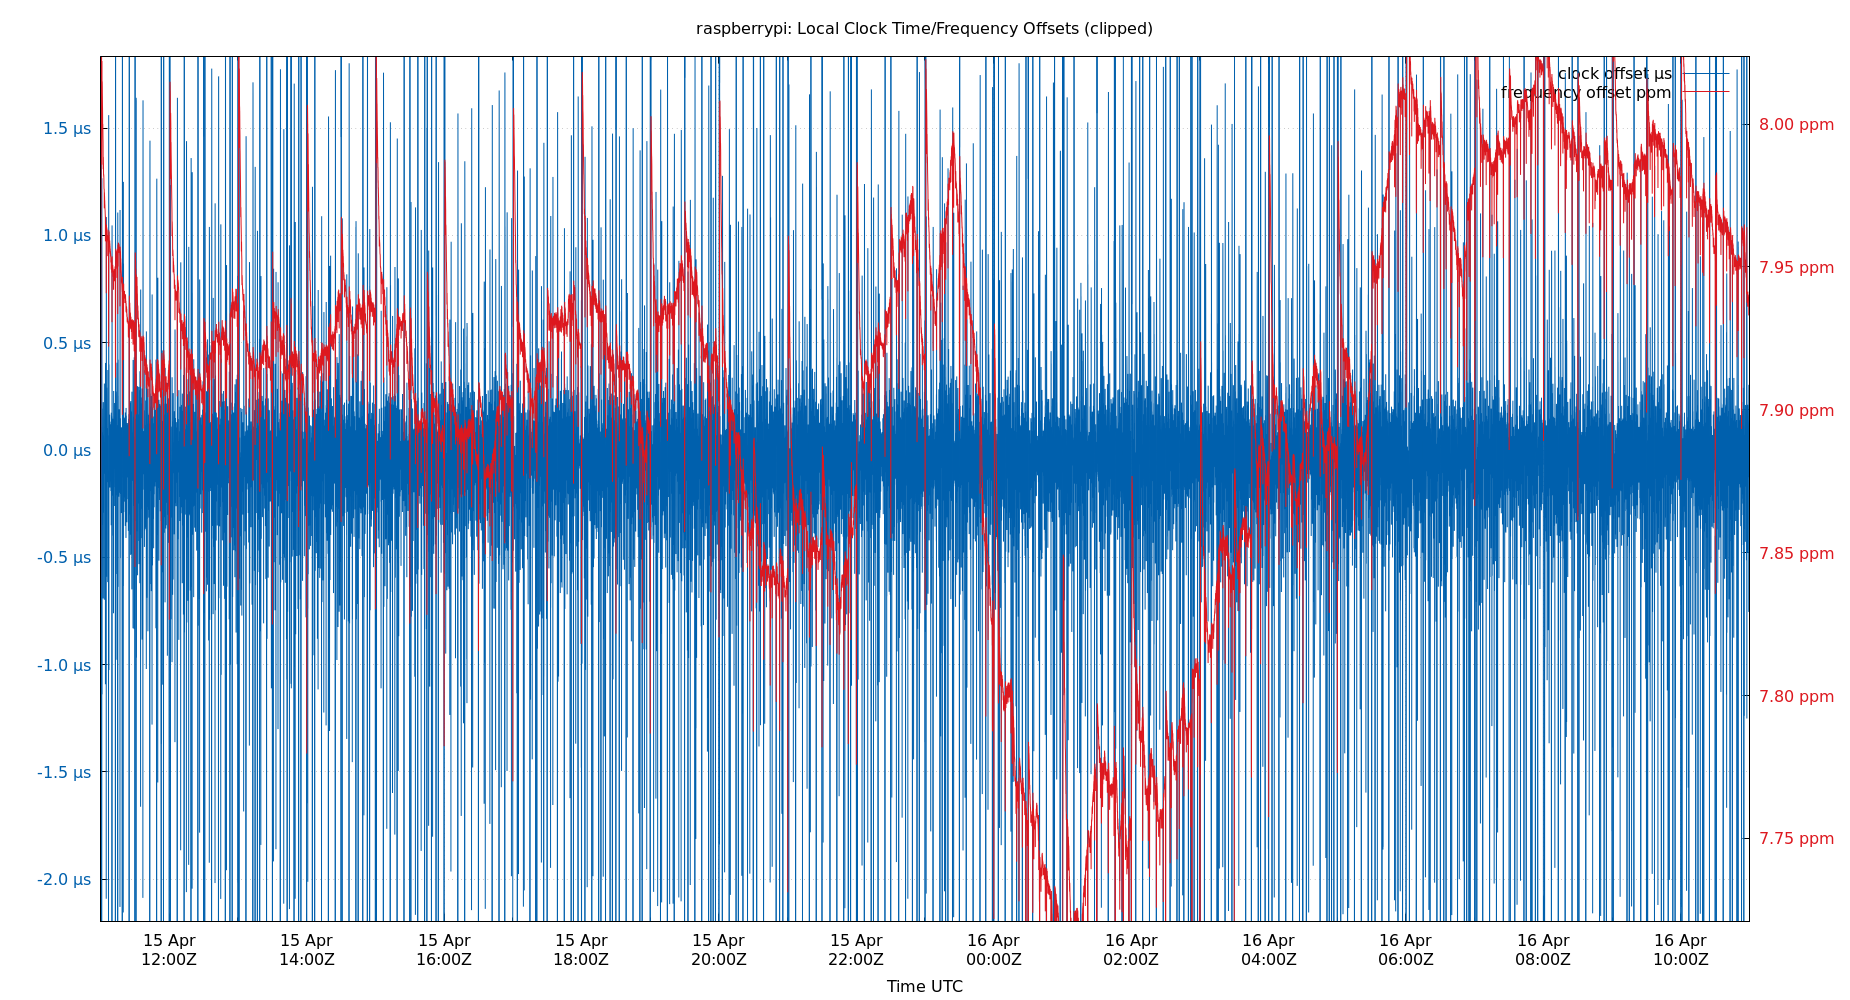 raspberrypi: Local Clock Time/Frequency Offsets (clipped)
clock offset µs
frequency offset ppm
1.5 µs
1.0 µs
0.5 µs
0.0 µs
-0.5 µs
-1.0 µs
-1.5 µs
-2.0 µs
8.00 ppm
7.95 ppm
7.90 ppm
7.85 ppm
7.80 ppm
7.75 ppm
15 Apr 15 Apr 15 Apr 15 Apr 15 Apr 15 Apr 16 Apr 16 Apr 16 Apr 16 Apr 16 Apr 16 Apr
12:00Z 14:00Z 16:00Z 18:00Z 20:00Z 22:00Z 00:00Z 02:00Z 04:00Z 06:00Z 08:00Z 10:00Z
Time UTC